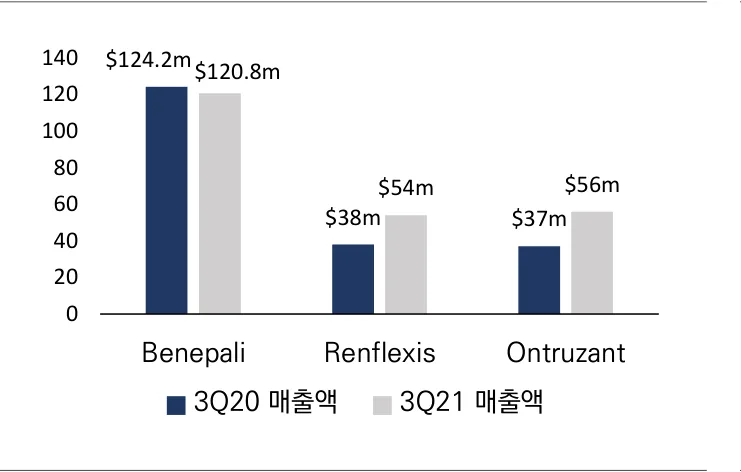 140
120
100
80
60
40
20
0
$124.2m
$120.8m
$38m
$54m
$37m
$56m
Benepali Renflexis Ontruzant
3Q20 매출액 3Q21 매출액